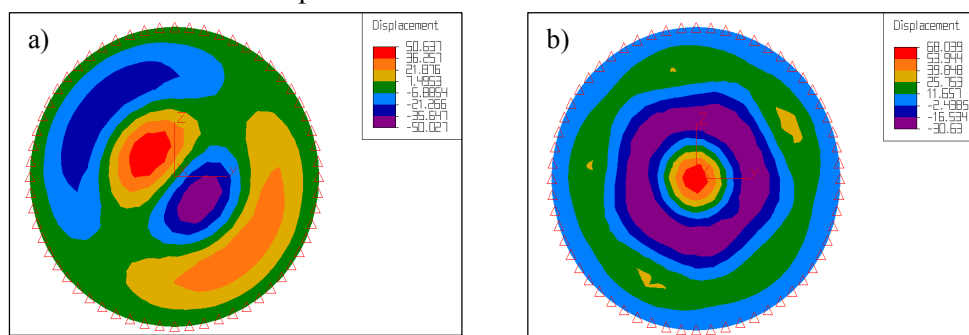 a)
Displacement
50.637
36.257
21.876
7.4953
-6.8854
-21.266
-35.647
-50.027
Z
Y
b)
Displacement
68.039
53.944
39.848
25.753
11.657
-2.4385
-16.534
-30.63
Z
Y